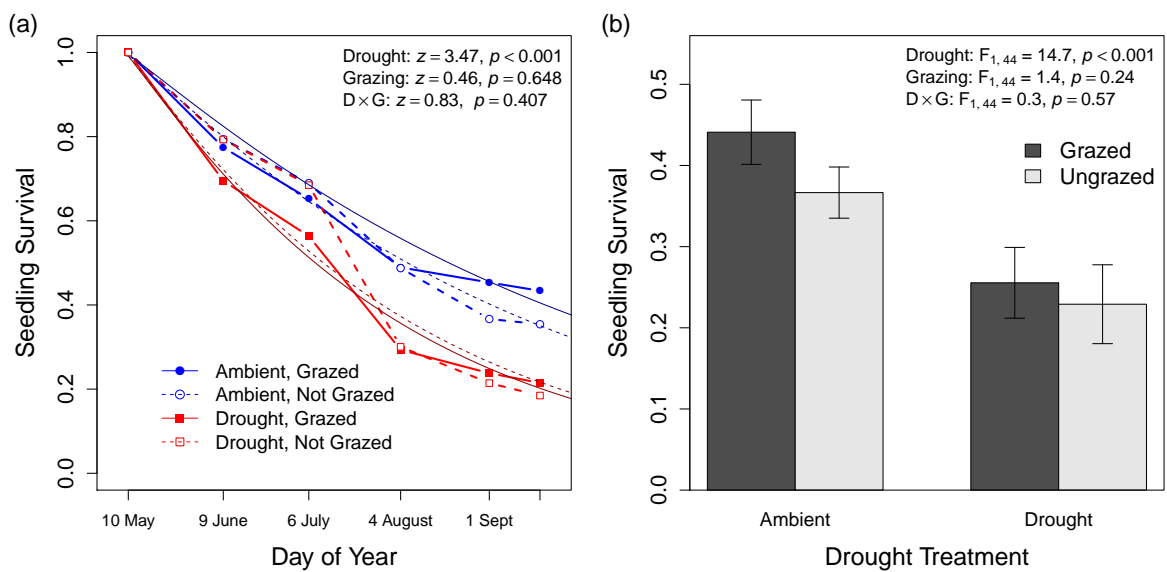 (a)
Drought: z = 3.47, p < 0.001
Grazing: z = 0.46, p = 0.648
D × G: z = 0.83, p = 0.407
1.0
0.8
0.6
0.4
0.2
0.0
Seedling Survival
Ambient, Grazed
Ambient, Not Grazed
Drought, Grazed
Drought, Not Grazed
10 May 9 June 6 July 4 August 1 Sept
Day of Year
(b)
Drought: F1, 44 = 14.7, p < 0.001
Grazing: F1, 44 = 1.4, p = 0.24
D × G: F1, 44 = 0.3, p = 0.57
Grazed
Ungrazed
0.5
0.4
0.3
0.2
0.1
0.0
Seedling Survival
Ambient Drought
Drought Treatment